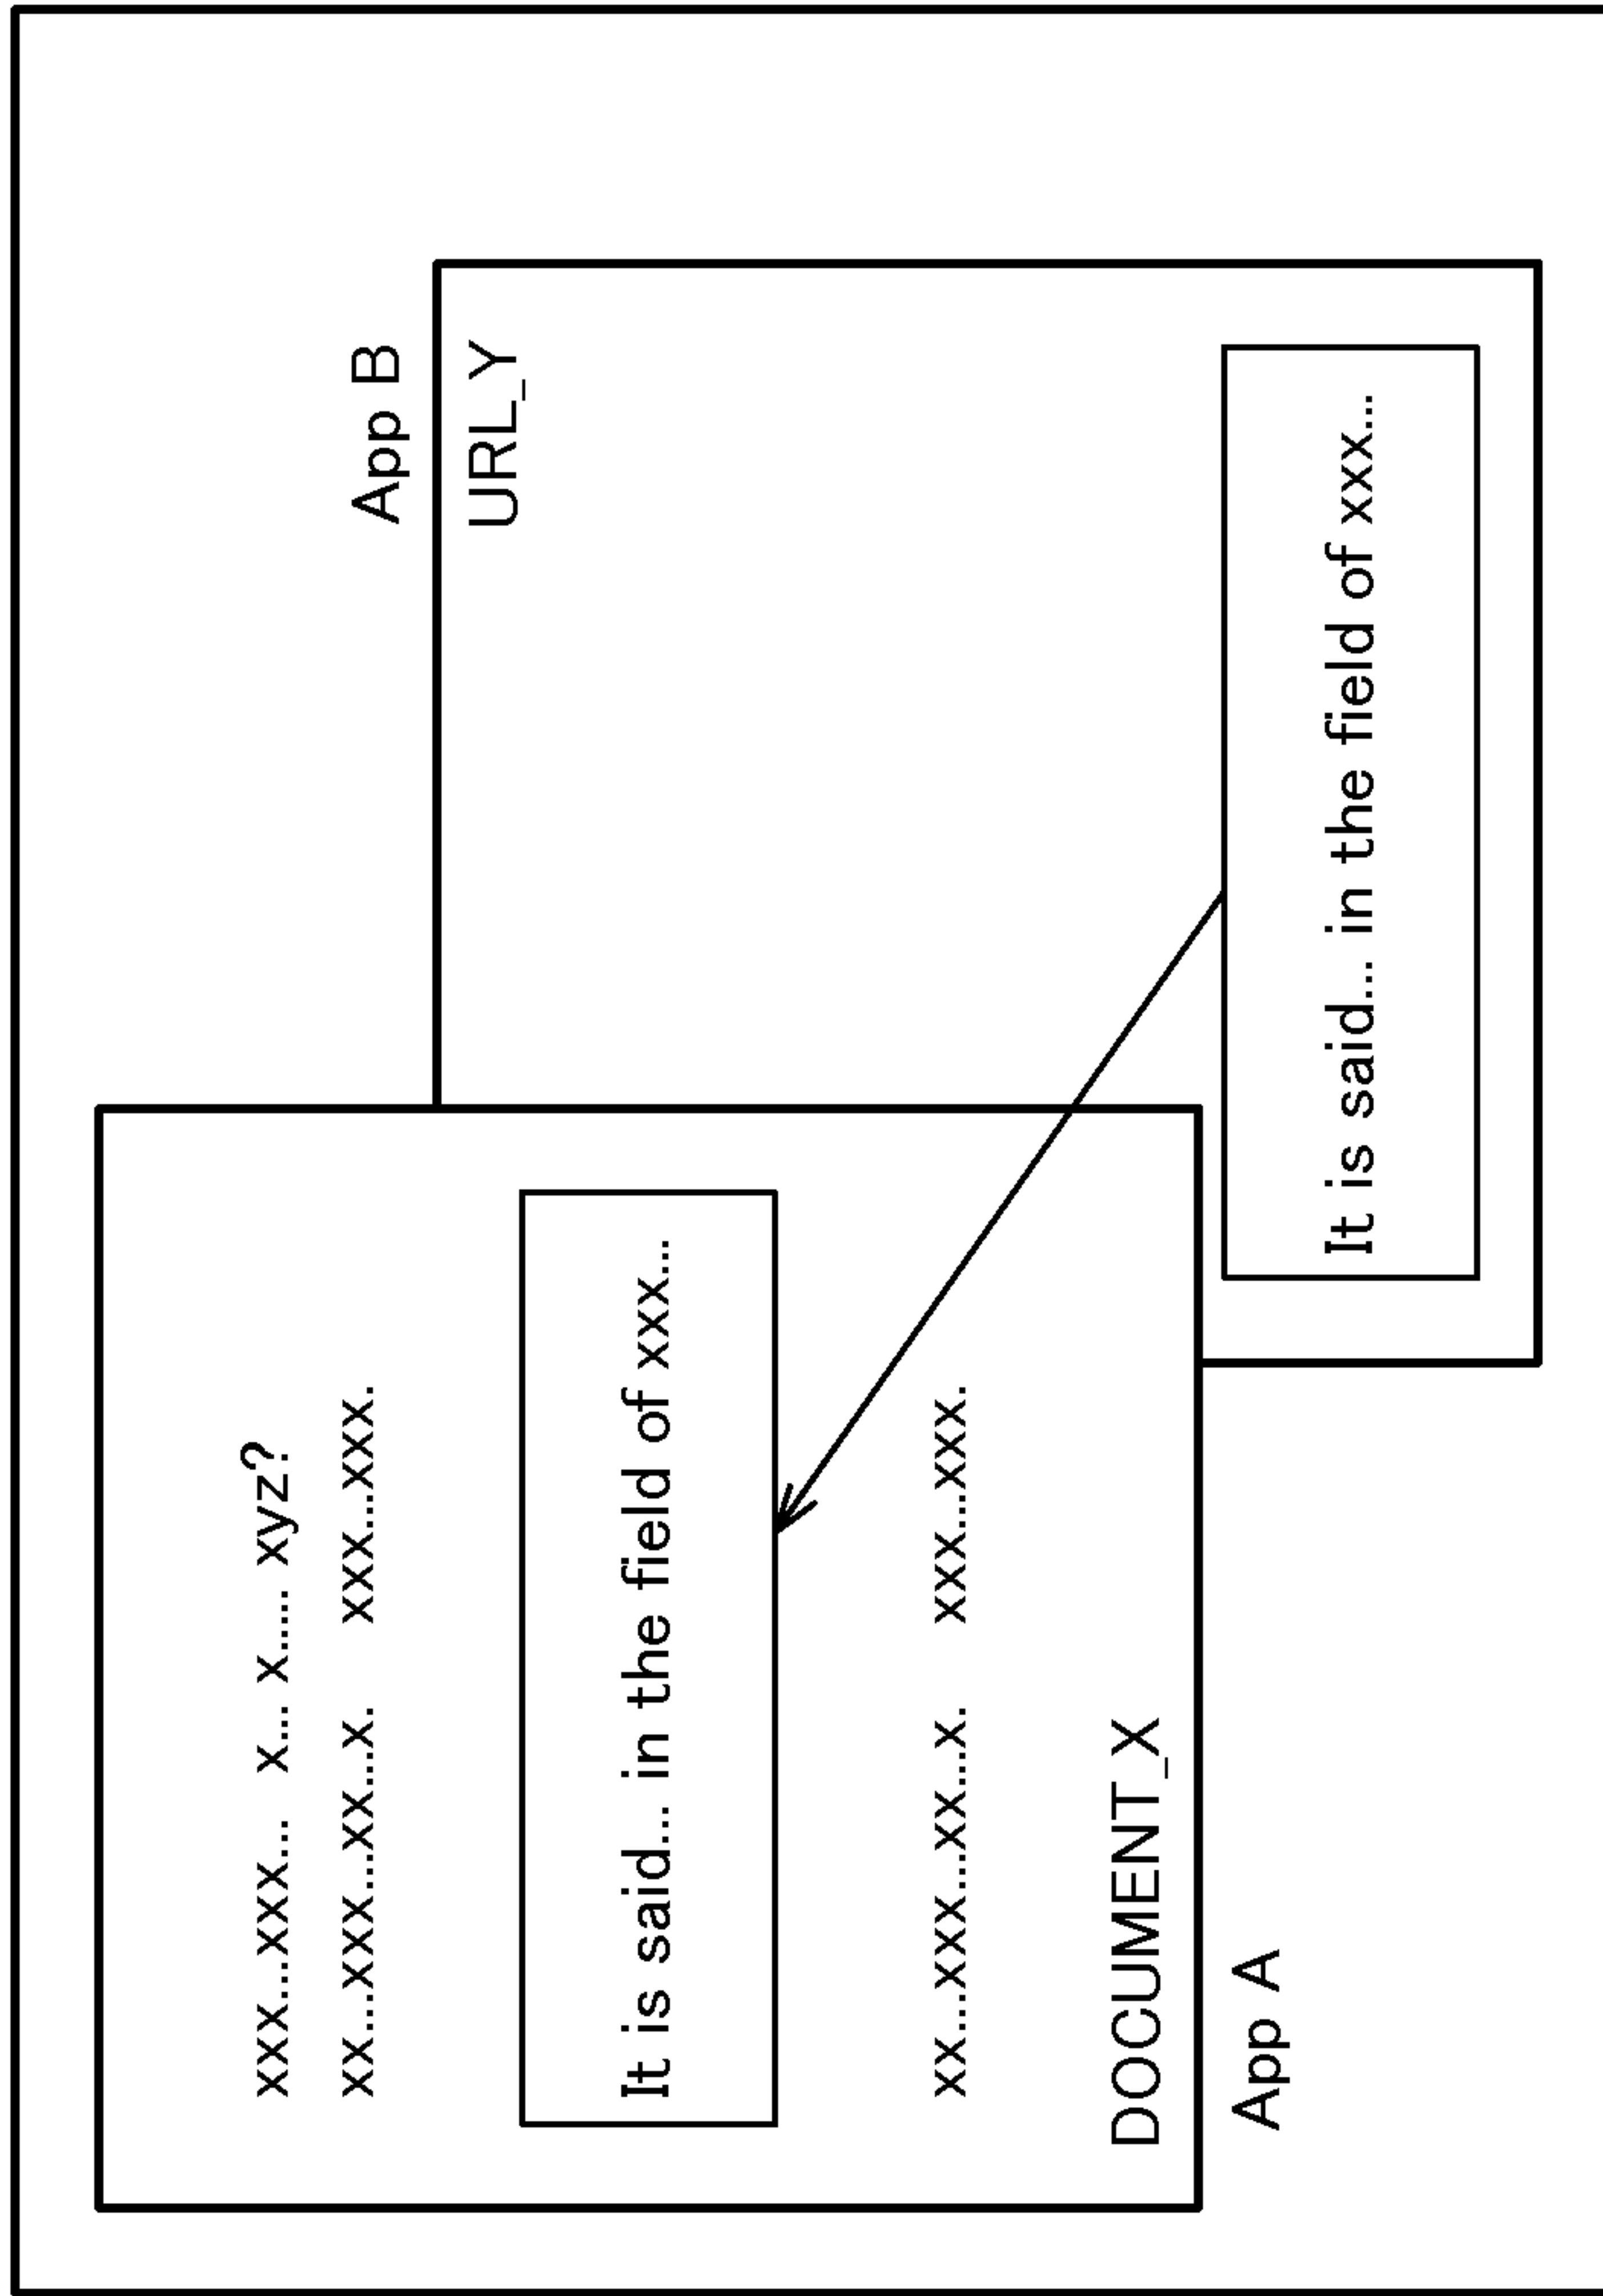 xxx...xxx... x... x..... xyz?
xx...xxx...xx...x. xxx...xxx.
It is said... in the field of xxx...
xx...xxx...xx...x. xxx...xxx.
DOCUMENT_X
App A
App B
URL_Y
It is said... in the field of xxx...